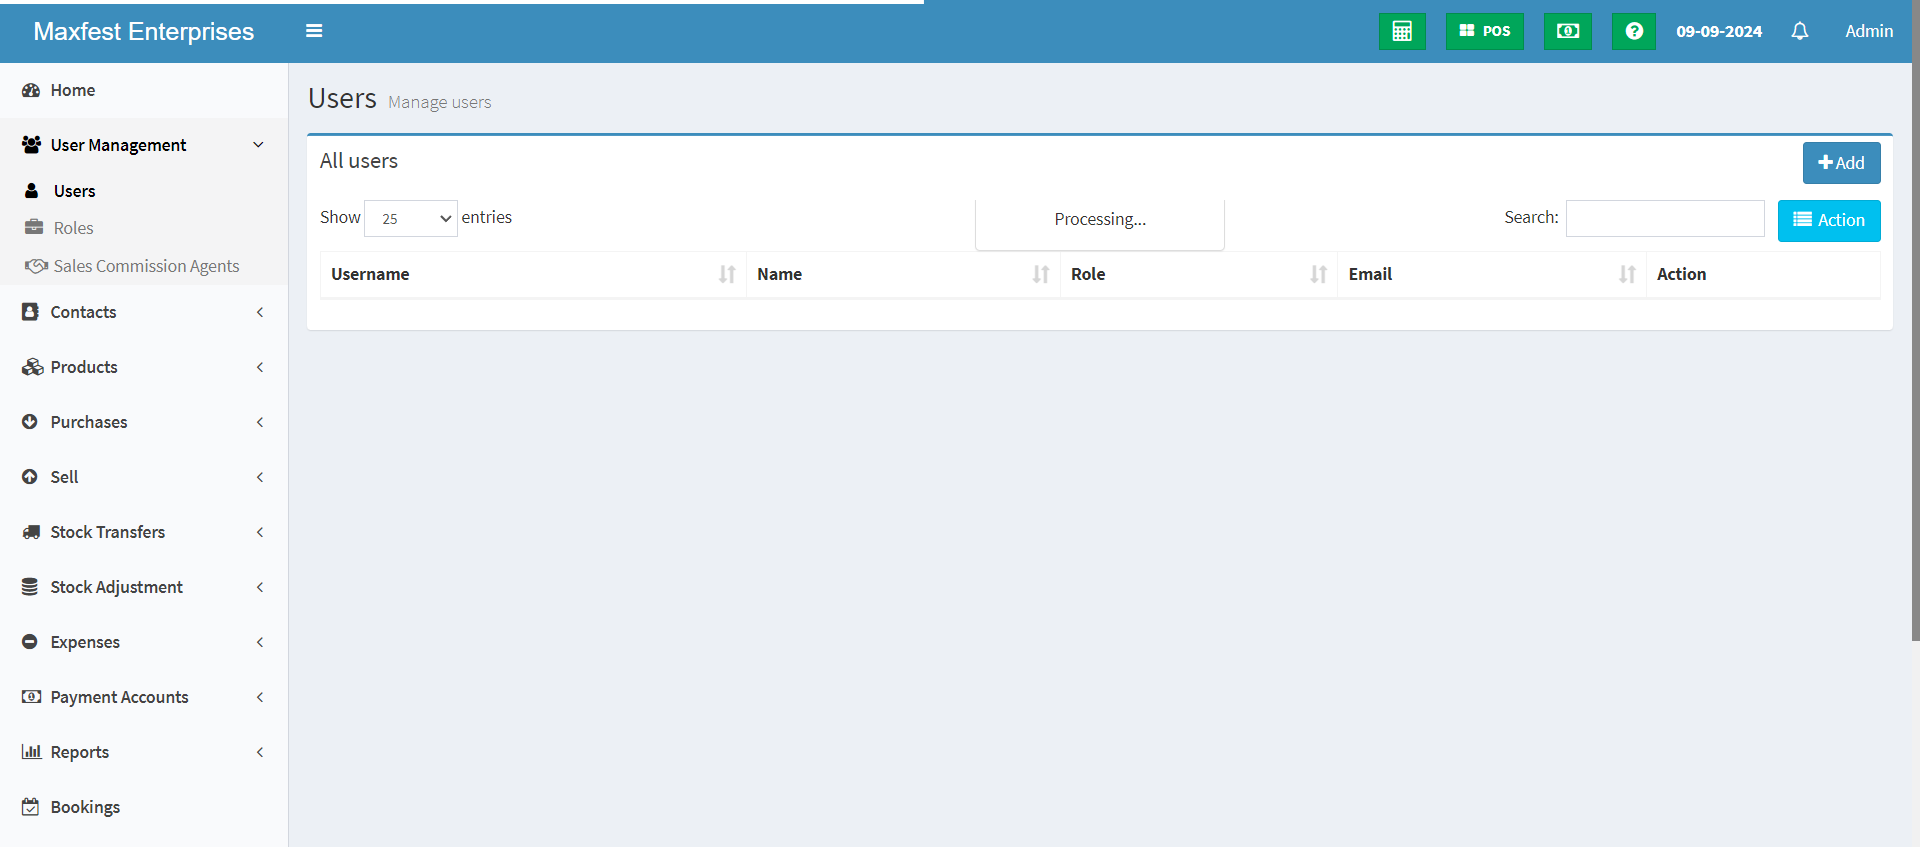 Maxfest Enterprises
POS
09-09-2024
Admin
Home
User Management
Users
Roles
Sales Commission Agents
Contacts
Products
Purchases
Sell
Stock Transfers
Stock Adjustment
Expenses
Payment Accounts
Reports
Bookings
Users Manage users
All users
Add
Show 25 entries
Processing...
Search:
Action
Username Name Role Email Action